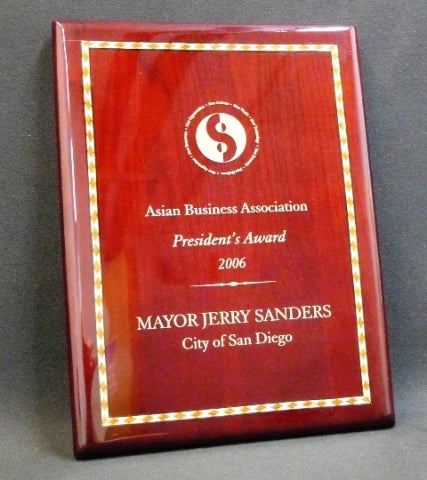 Asian Business Association
President's Award
2006
MAYOR JERRY SANDERS
City of San Diego